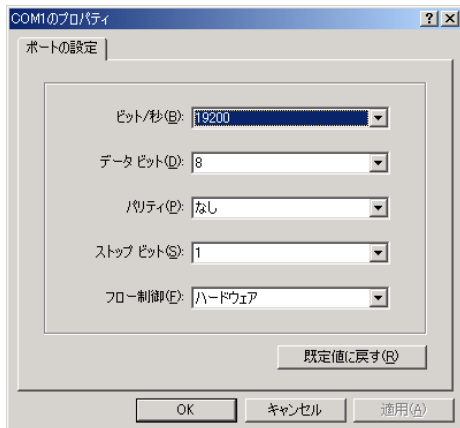 COM1のプロパティ
ポートの設定
ビット/秒(B): 19200
データ ビット(D): 8
パリティ(P): なし
ストップ ビット(S): 1
フロー制御(F): ハードウェア
既定値に戻す(R)
OK キャンセル 適用(A)